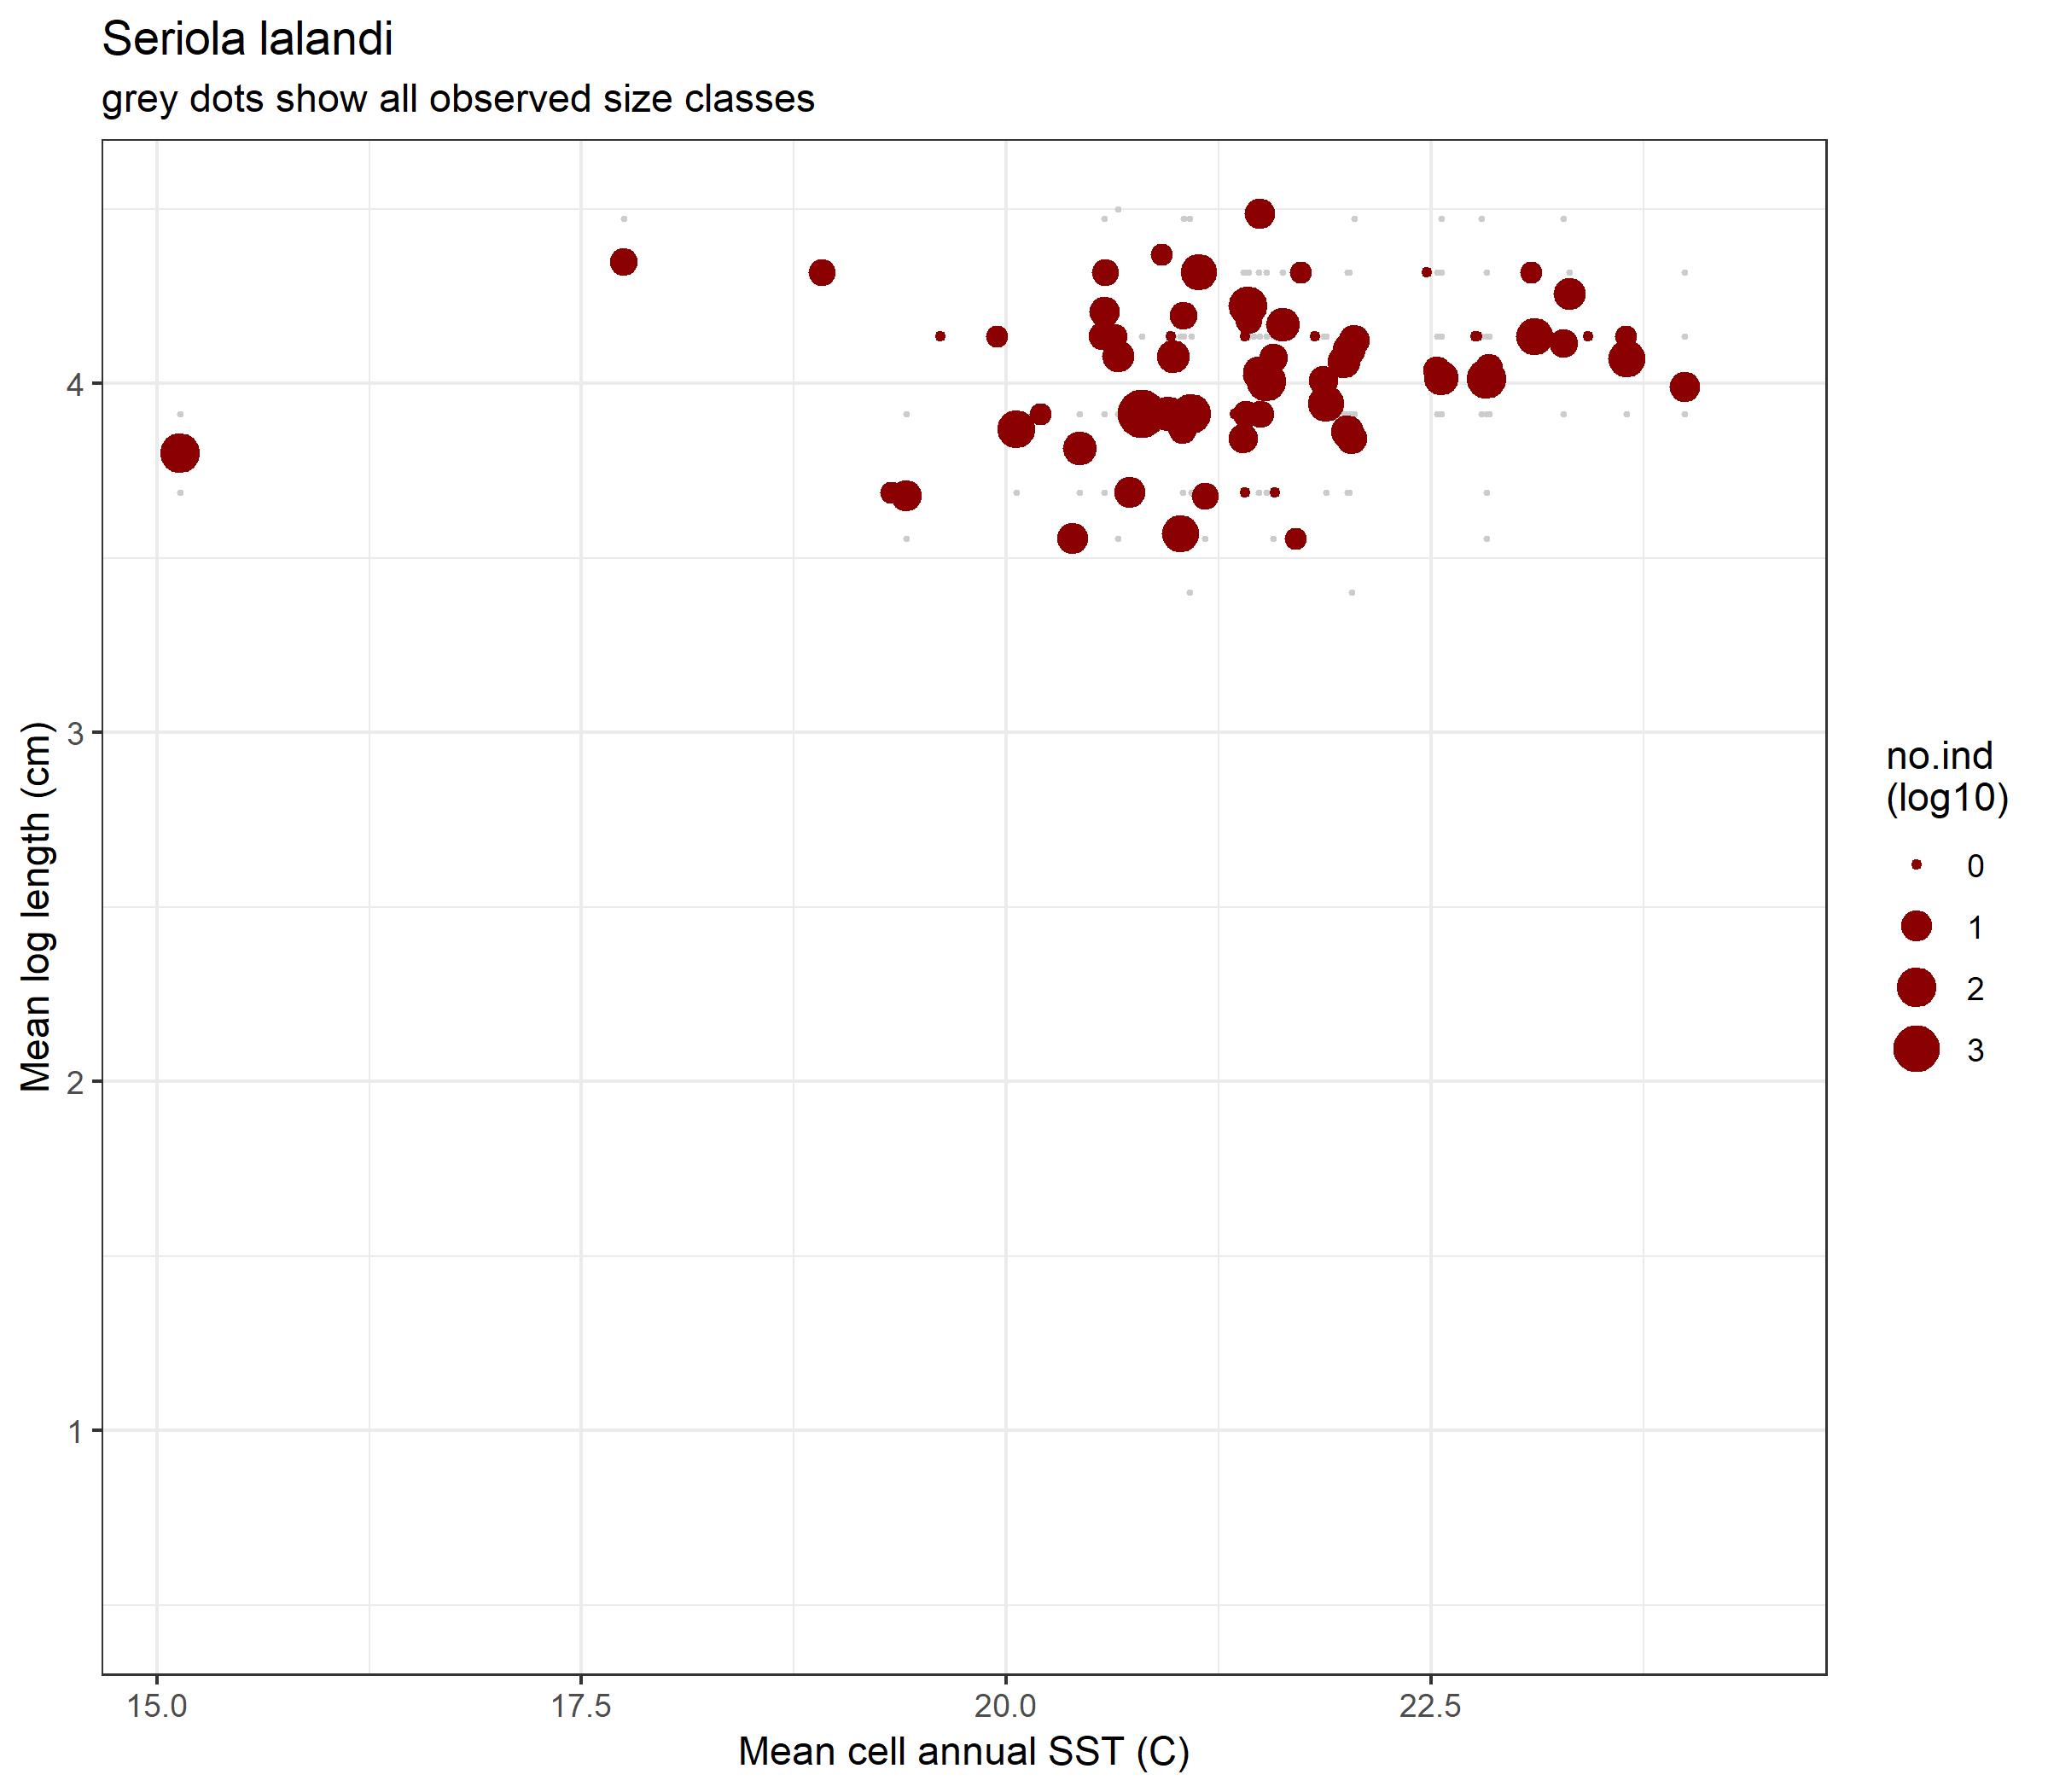 Seriola lalandi
grey dots show all observed size classes
Mean log length (cm)
4
3
2
1
15.0
17.5
20.0
22.5
Mean cell annual SST (C)
no.ind
(log10)
0
1
2
3